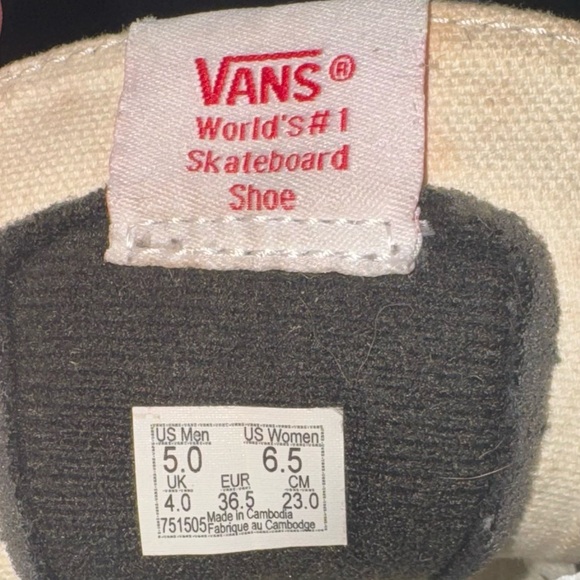 VANS®
World's #1
Skateboard
Shoe
US Men US Women
5.0 6.5
UK EUR CM
4.0 36.5 23.0
751505 Made in Cambodia
Fabrique au Cambodge